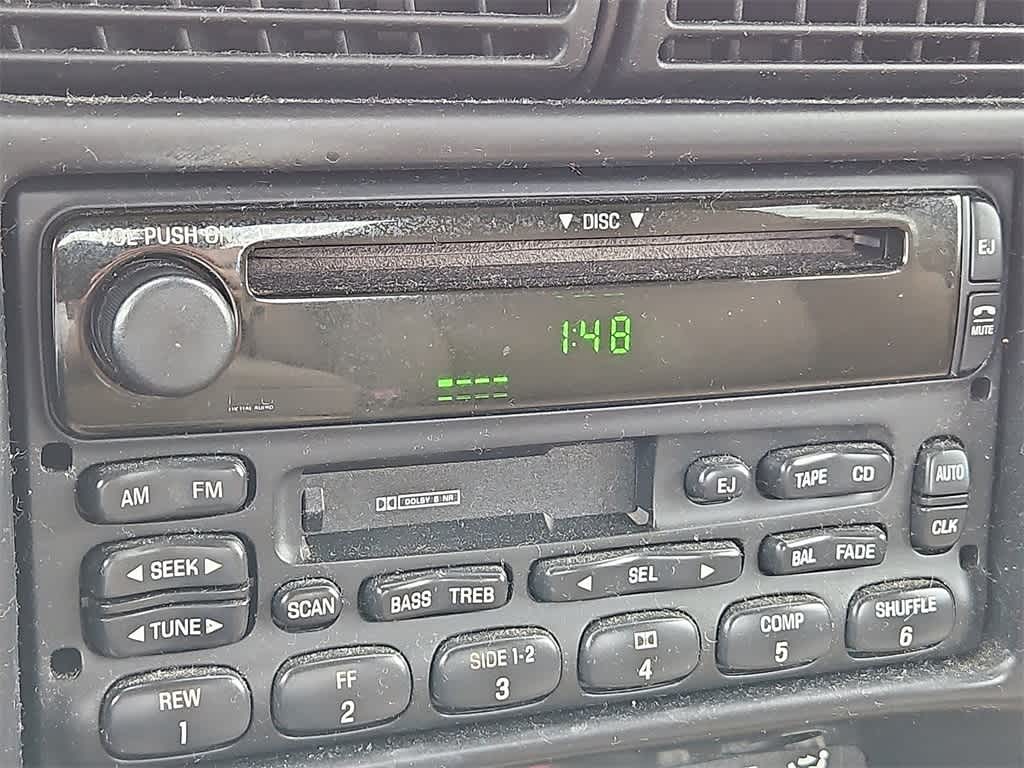 VOL PUSH ON
▼ DISC ▼
EJ
MUTE
1:48
DIGITAL AUDIO
AM FM
DOLBY B NR
EJ
TAPE CD
AUTO
CLK
◀ SEEK ▶
◀ TUNE ▶
SCAN
BASS TREB
◀ SEL ▶
BAL FADE
REW
1
FF
2
SIDE 1-2
3
4
COMP
5
SHUFFLE
6